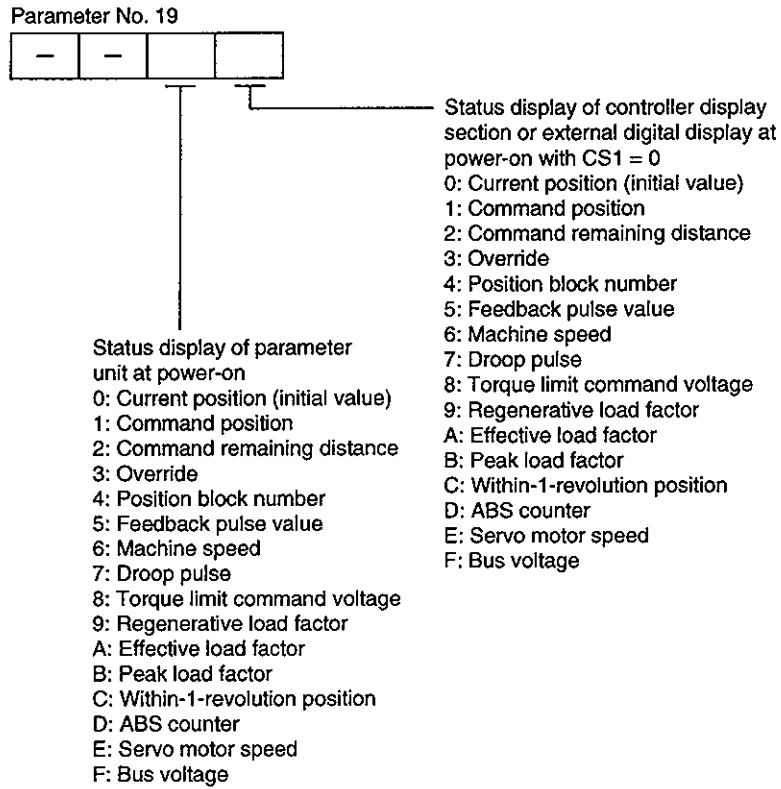 Parameter No. 19
– –
Status display of controller display
section or external digital display at
power-on with CS1 = 0
0: Current position (initial value)
1: Command position
2: Command remaining distance
3: Override
4: Position block number
5: Feedback pulse value
6: Machine speed
7: Droop pulse
8: Torque limit command voltage
9: Regenerative load factor
A: Effective load factor
B: Peak load factor
C: Within-1-revolution position
D: ABS counter
E: Servo motor speed
F: Bus voltage
Status display of parameter
unit at power-on
0: Current position (initial value)
1: Command position
2: Command remaining distance
3: Override
4: Position block number
5: Feedback pulse value
6: Machine speed
7: Droop pulse
8: Torque limit command voltage
9: Regenerative load factor
A: Effective load factor
B: Peak load factor
C: Within-1-revolution position
D: ABS counter
E: Servo motor speed
F: Bus voltage